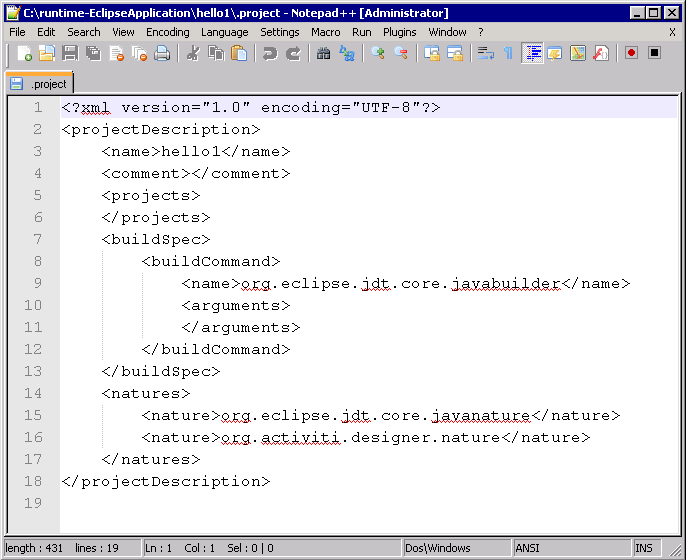 C:\runtime-EclipseApplication\hello1\.project - Notepad++ [Administrator]
File Edit Search View Encoding Language Settings Macro Run Plugins Window ? X
.project
1 <?xml version="1.0" encoding="UTF-8"?>
2 <projectDescription>
3 <name>hello1</name>
4 <comment></comment>
5 <projects>
6 </projects>
7 <buildSpec>
8 <buildCommand>
9 <name>org.eclipse.jdt.core.javabuilder</name>
10 <arguments>
11 </arguments>
12 </buildCommand>
13 </buildSpec>
14 <natures>
15 <nature>org.eclipse.jdt.core.javanature</nature>
16 <nature>org.activiti.designer.nature</nature>
17 </natures>
18 </projectDescription>
19
length : 431 lines : 19 Ln : 1 Col : 1 Sel : 0 | 0 Dos\Windows ANSI INS